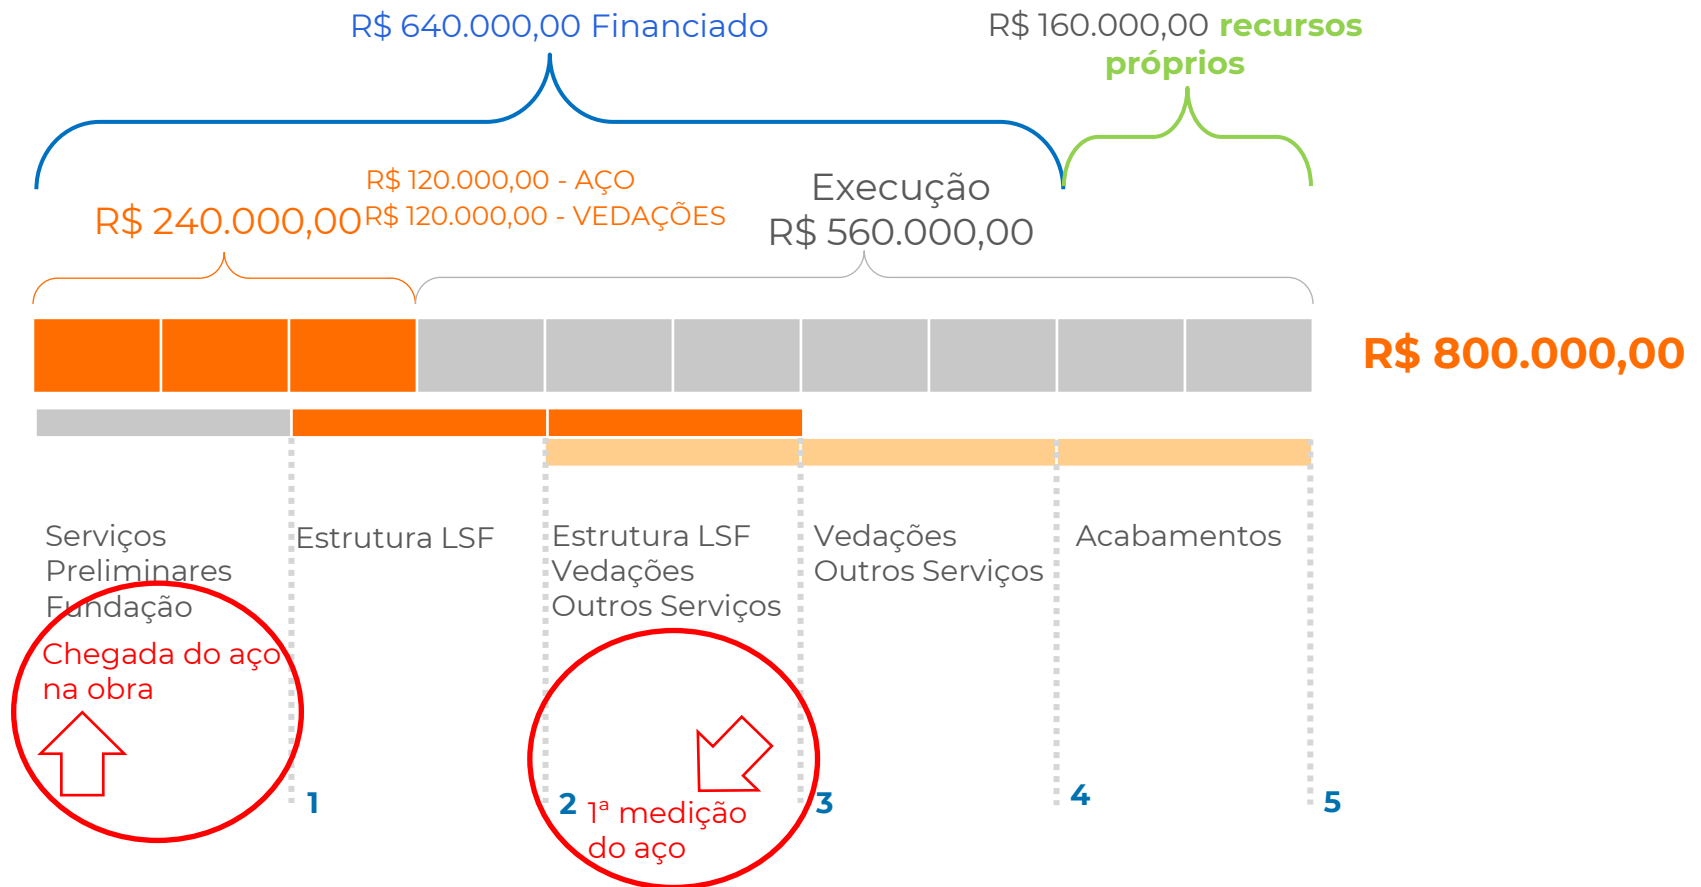 R$ 640.000,00 Financiado
R$ 160.000,00 recursos
próprios
R$ 120.000,00 - AÇO
R$ 240.000,00
R$ 120.000,00 - VEDAÇÕES
Execução
R$ 560.000,00
R$ 800.000,00
Serviços
Preliminares
Fundação
Estrutura LSF
Estrutura LSF
Vedações
Outros Serviços
Vedações
Outros Serviços
Acabamentos
Chegada do aço
na obra
1
2
1ª medição
do aço
3
4
5